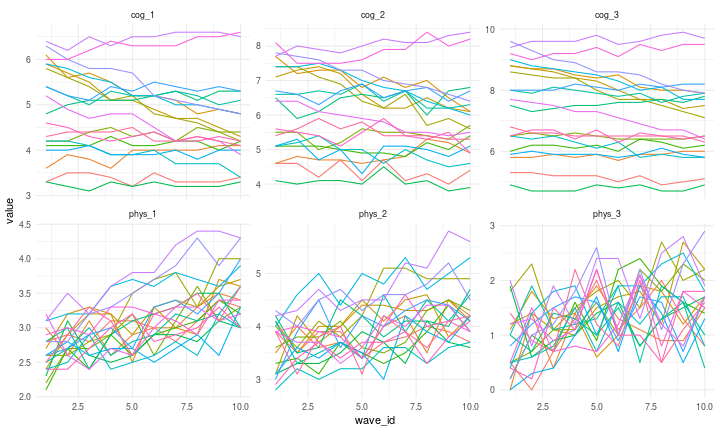 cog_1 cog_2 cog_3
6 5 4 3
8 7 6 5 4
10 8 6
value
phys_1 phys_2 phys_3
4.5 4.0 3.5 3.0 2.5 2.0
5 4 3
3 2 1 0
2.5 5.0 7.5 10.0 2.5 5.0 7.5 10.0 2.5 5.0 7.5 10.0
wave_id